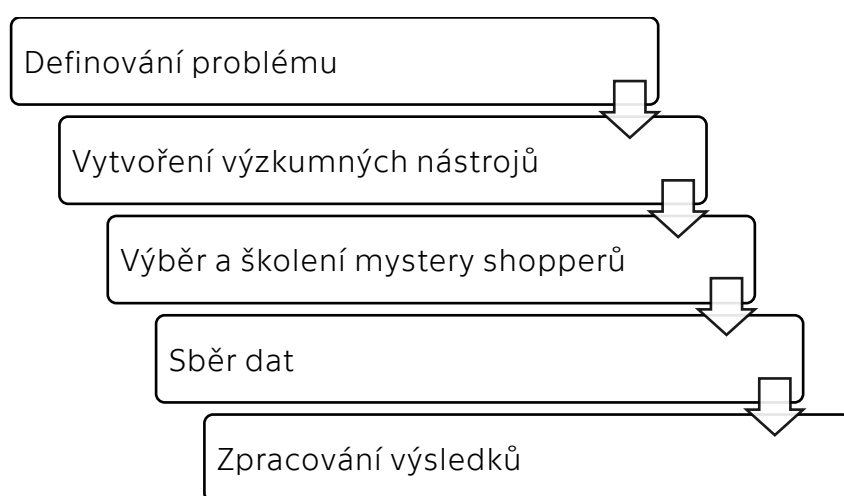 Definování problému
Vytvoření výzkumných nástrojů
Výběr a školení mystery shopperů
Sběr dat
Zpracování výsledků